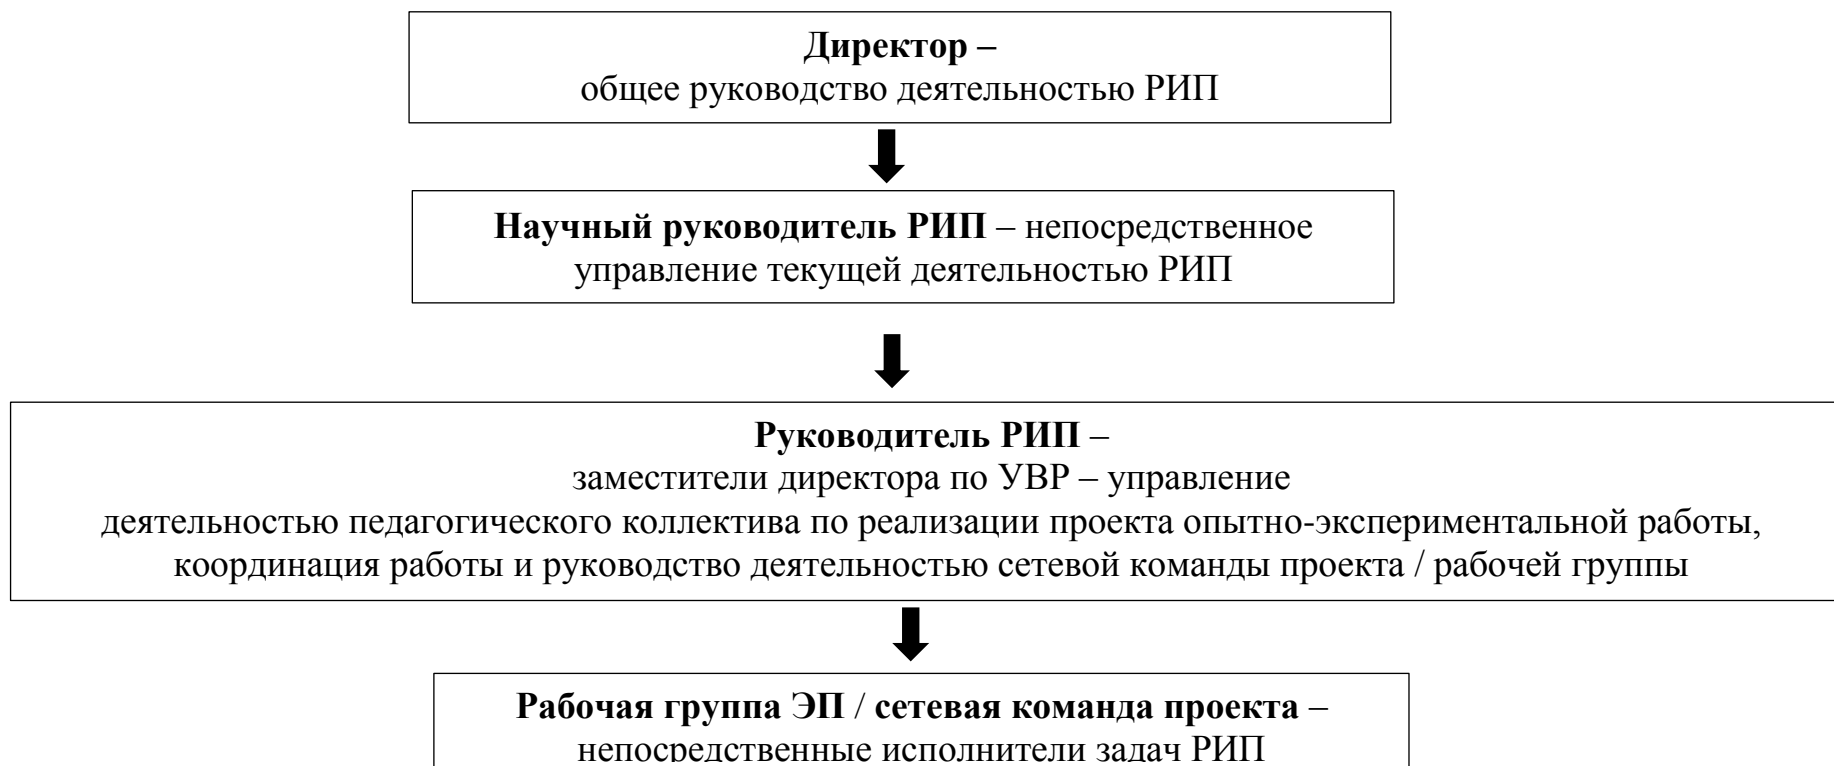 Директор –
общее руководство деятельностью РИП
Научный руководитель РИП – непосредственное
управление текущей деятельностью РИП
Руководитель РИП –
заместители директора по УВР – управление
деятельностью педагогического коллектива по реализации проекта опытно-экспериментальной работы,
координация работы и руководство деятельностью сетевой команды проекта / рабочей группы
Рабочая группа ЭП / сетевая команда проекта –
непосредственные исполнители задач РИП